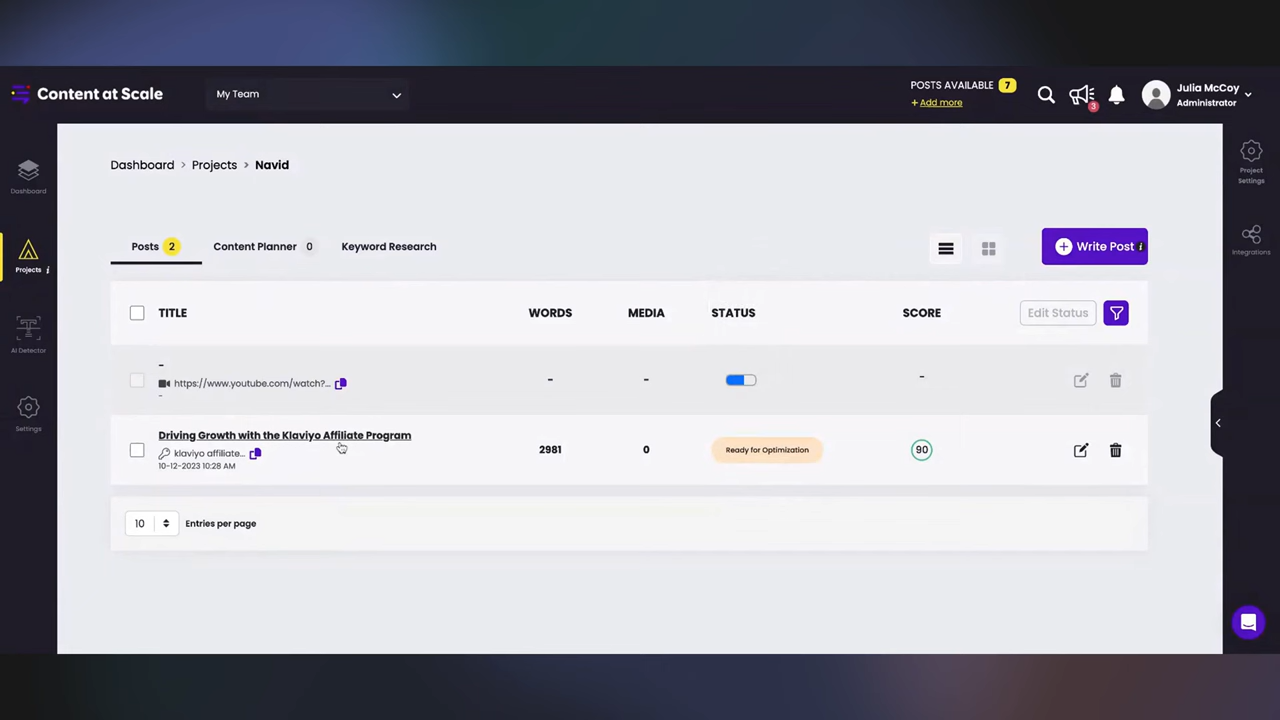 Content at Scale
My Team
POSTS AVAILABLE 7
+ Add more
3
Julia McCoy
Administrator
Dashboard
Projects i
AI Detector
Settings
Dashboard > Projects > Navid
Posts 2
Content Planner 0
Keyword Research
+ Write Post i
TITLE WORDS MEDIA STATUS SCORE Edit Status
-
https://www.youtube.com/watch?... - - -
-
Driving Growth with the Klaviyo Affiliate Program
klaviyo affiliate... 2981 0 Ready for Optimization 90
10-12-2023 10:28 AM
10 Entries per page
Project
Settings
Integrations